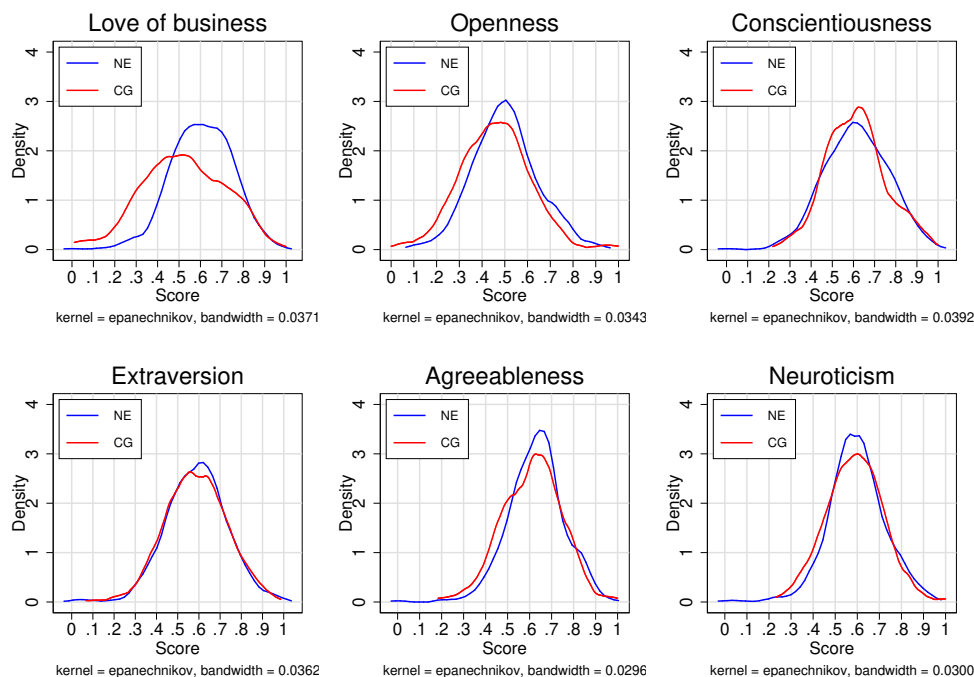 Love of business
Density
4
3
2
1
0
NE
CG
0 .1 .2 .3 .4 .5 .6 .7 .8 .9 1
Score
kernel = epanechnikov, bandwidth = 0.0371
Openness
Density
4
3
2
1
0
NE
CG
0 .1 .2 .3 .4 .5 .6 .7 .8 .9 1
Score
kernel = epanechnikov, bandwidth = 0.0343
Conscientiousness
Density
4
3
2
1
0
NE
CG
0 .1 .2 .3 .4 .5 .6 .7 .8 .9 1
Score
kernel = epanechnikov, bandwidth = 0.0392
Extraversion
Density
4
3
2
1
0
NE
CG
0 .1 .2 .3 .4 .5 .6 .7 .8 .9 1
Score
kernel = epanechnikov, bandwidth = 0.0362
Agreeableness
Density
4
3
2
1
0
NE
CG
0 .1 .2 .3 .4 .5 .6 .7 .8 .9 1
Score
kernel = epanechnikov, bandwidth = 0.0296
Neuroticism
Density
4
3
2
1
0
NE
CG
0 .1 .2 .3 .4 .5 .6 .7 .8 .9 1
Score
kernel = epanechnikov, bandwidth = 0.0300